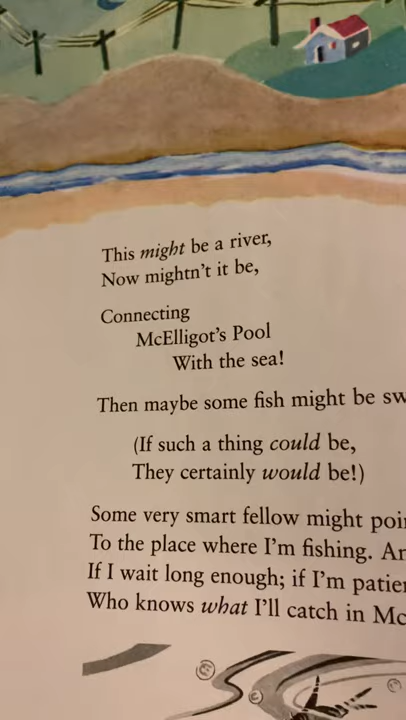 This might be a river,
Now mightn't it be,
Connecting
McElligot's Pool
With the sea!
Then maybe some fish might be
(If such a thing could be,
They certainly would be!)
Some very smart fellow might
To the place where I'm fishing.
If I wait long enough; if I'm
Who knows what I'll catch in